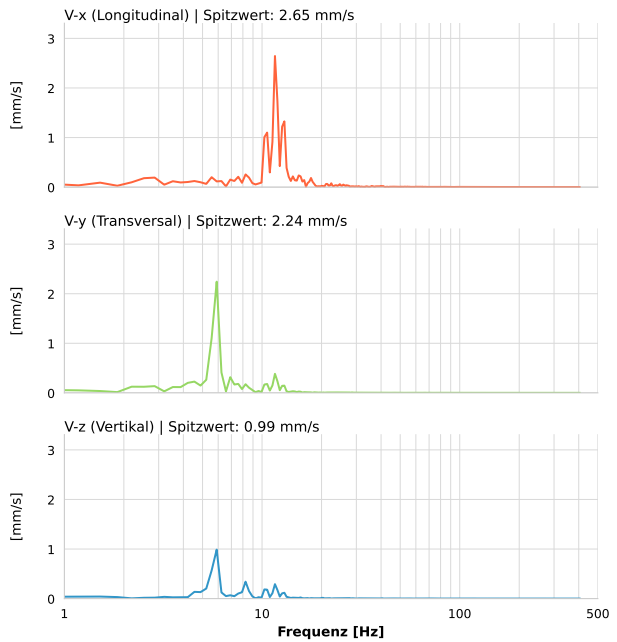 V-x (Longitudinal) | Spitzwert: 2.65 mm/s
3
2
1
0
[mm/s]
V-y (Transversal) | Spitzwert: 2.24 mm/s
3
2
1
0
[mm/s]
V-z (Vertikal) | Spitzwert: 0.99 mm/s
3
2
1
0
[mm/s]
1 10 100 500
Frequenz [Hz]